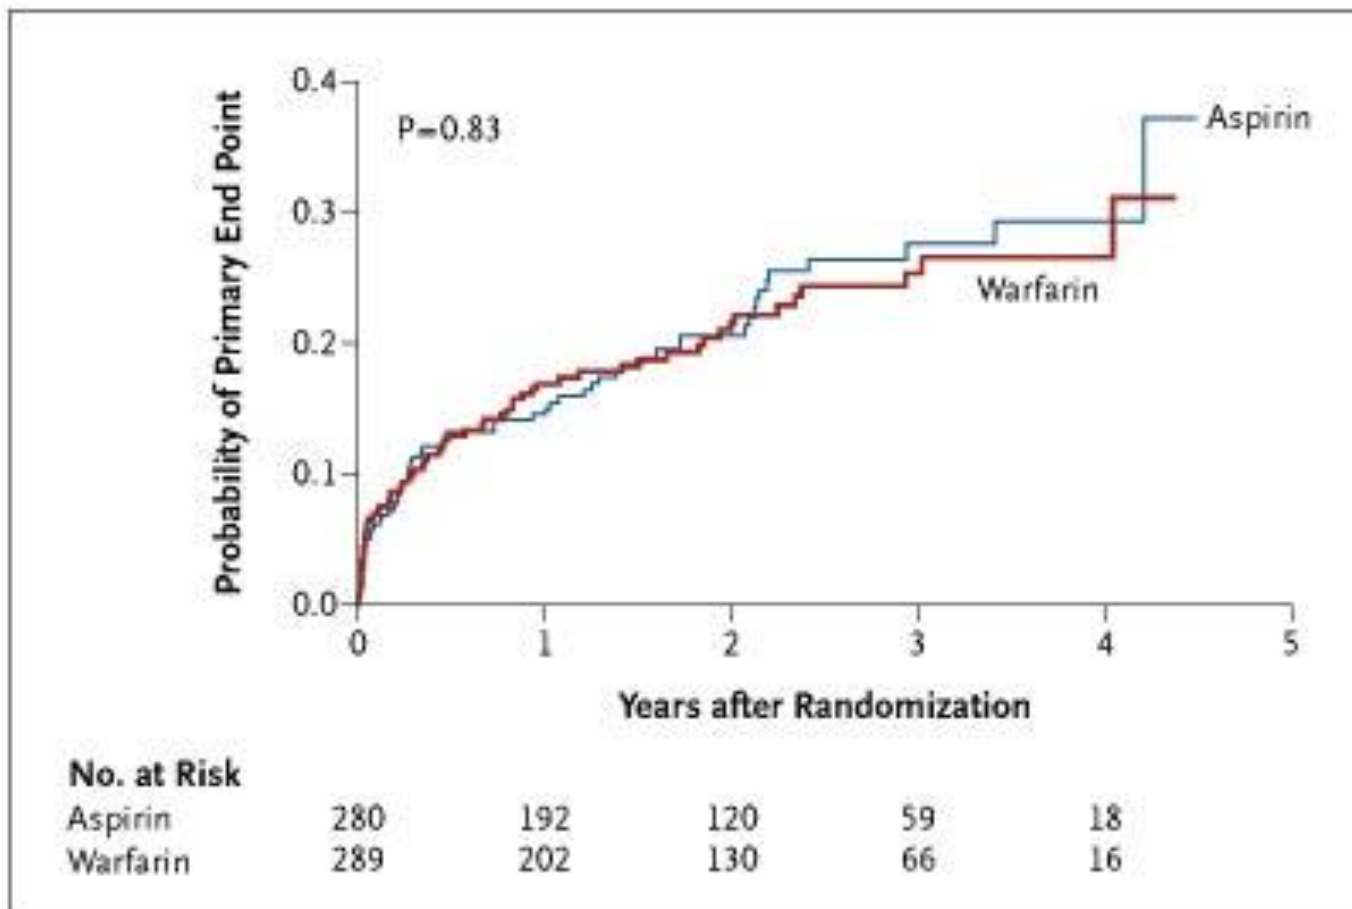 Probability of Primary End Point
0.4
0.3
0.2
0.1
0.0
P=0.83
Aspirin
Warfarin
0 1 2 3 4 5
Years after Randomization
No. at Risk
Aspirin 280 192 120 59 18
Warfarin 289 202 130 66 16